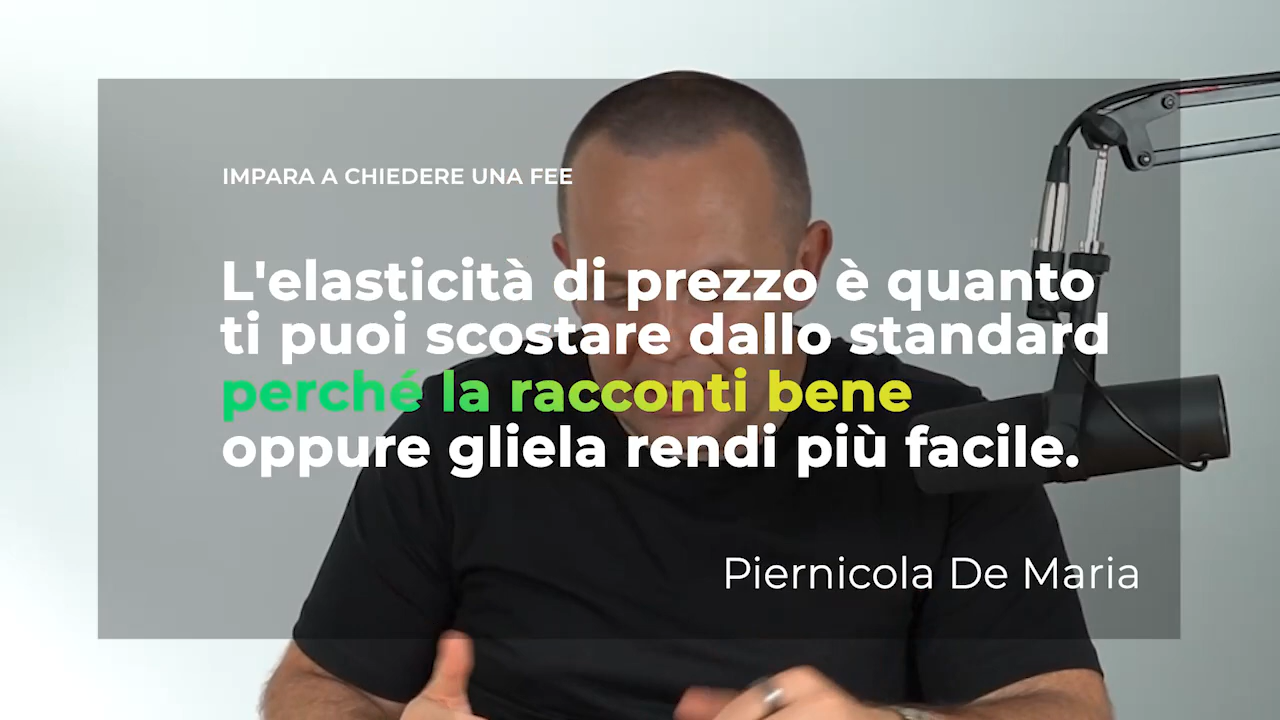 IMPARA A CHIEDERE UNA FEE
L'elasticità di prezzo è quanto
ti puoi scostare dallo standard
perché la racconti bene
oppure gliela rendi più facile.
Piernicola De Maria